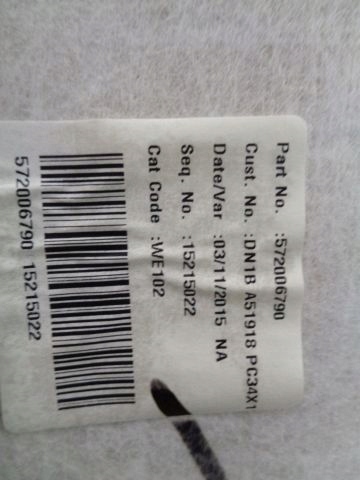 Part No. :572006790
Cust. No. :DN1B A51918 PC34X1
Date/Var :03/11/2015 NA
Seq. No. :15215022
Cat Code :WE102
572006790 15215022